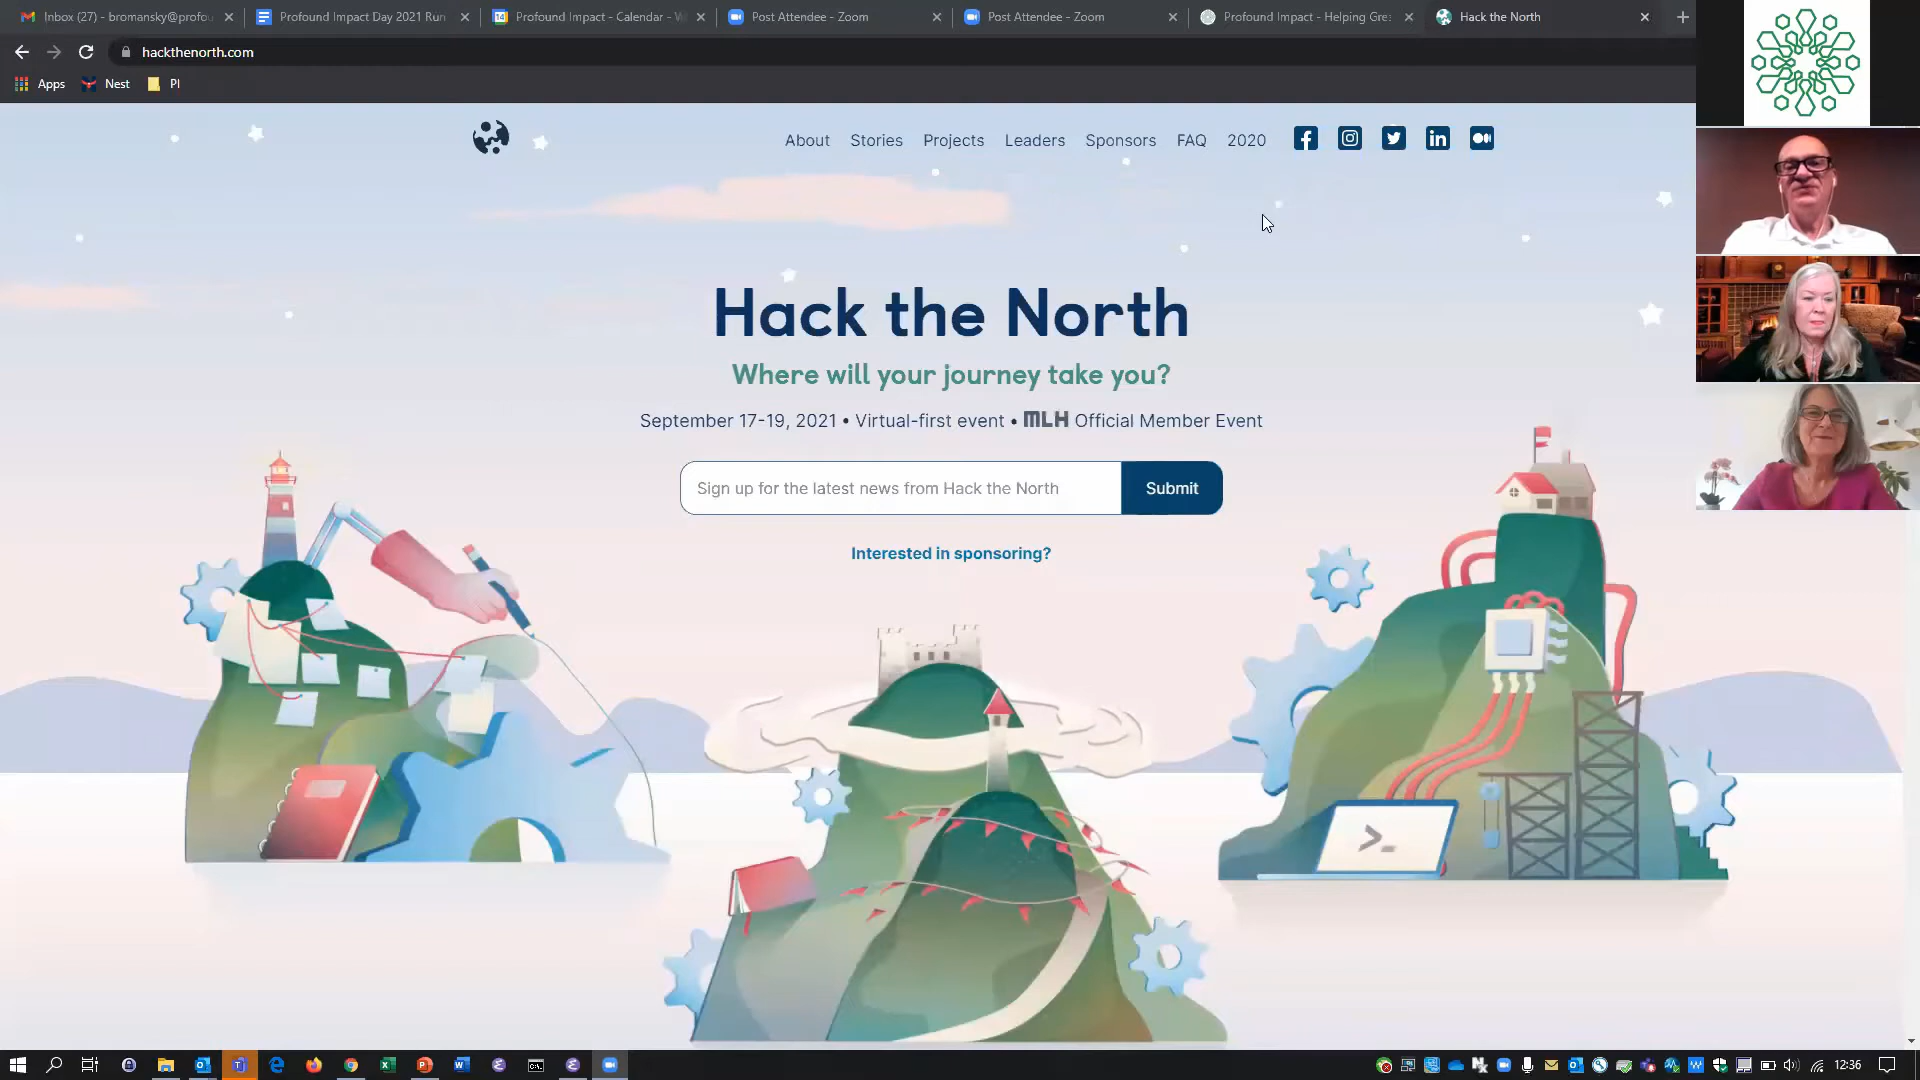 Inbox (27) - bromansky@profou
Profound Impact Day 2021 Run
Profound Impact - Calendar - W
Post Attendee - Zoom
Post Attendee - Zoom
Profound Impact - Helping Gre
Hack the North
hackthenorth.com
Apps
Nest
PI
About
Stories
Projects
Leaders
Sponsors
FAQ
2020
Hack the North
Where will your journey take you?
September 17-19, 2021 • Virtual-first event • MLH Official Member Event
Sign up for the latest news from Hack the North
Submit
Interested in sponsoring?
>_
12:36